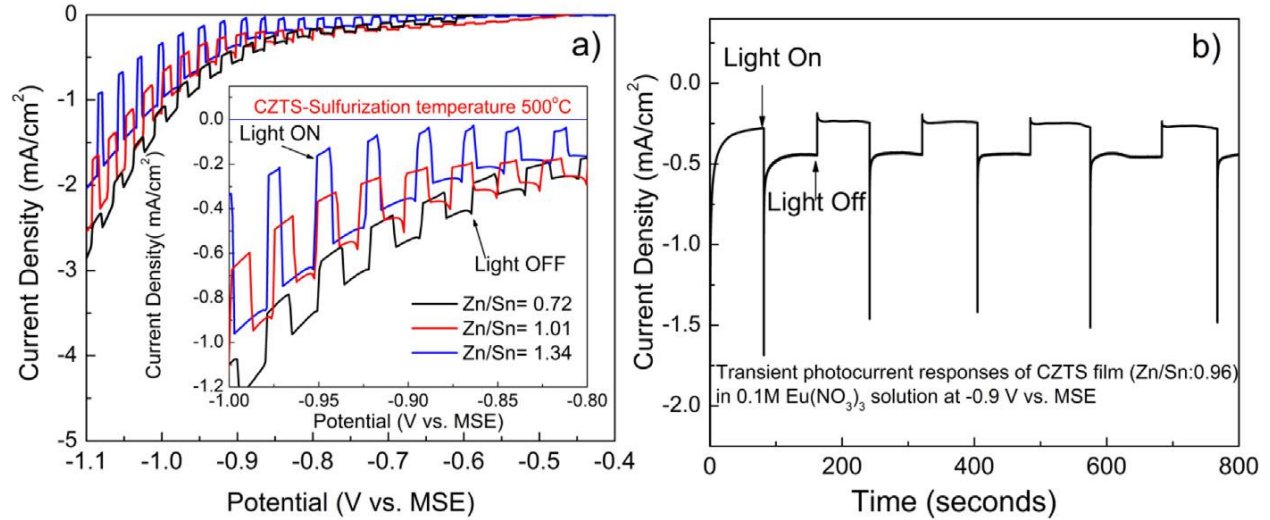 a)
0
-1
-2
-3
-4
-5
Current Density (mA/cm²)
-1.1 -1.0 -0.9 -0.8 -0.7 -0.6 -0.5 -0.4
Potential (V vs. MSE)
CZTS-Sulfurization temperature 500°C
Light ON
Light OFF
Zn/Sn= 0.72
Zn/Sn= 1.01
Zn/Sn= 1.34
0.0
-0.2
-0.4
-0.6
-0.8
-1.0
-1.2
Current Density( mA/cm²)
-1.00 -0.95 -0.90 -0.85 -0.80
Potential (V vs. MSE)
b)
Light On
Light Off
0.0
-0.5
-1.0
-1.5
-2.0
Current Density (mA/cm²)
Transient photocurrent responses of CZTS film (Zn/Sn:0.96)
in 0.1M Eu(NO₃)₃ solution at -0.9 V vs. MSE
0 200 400 600 800
Time (seconds)